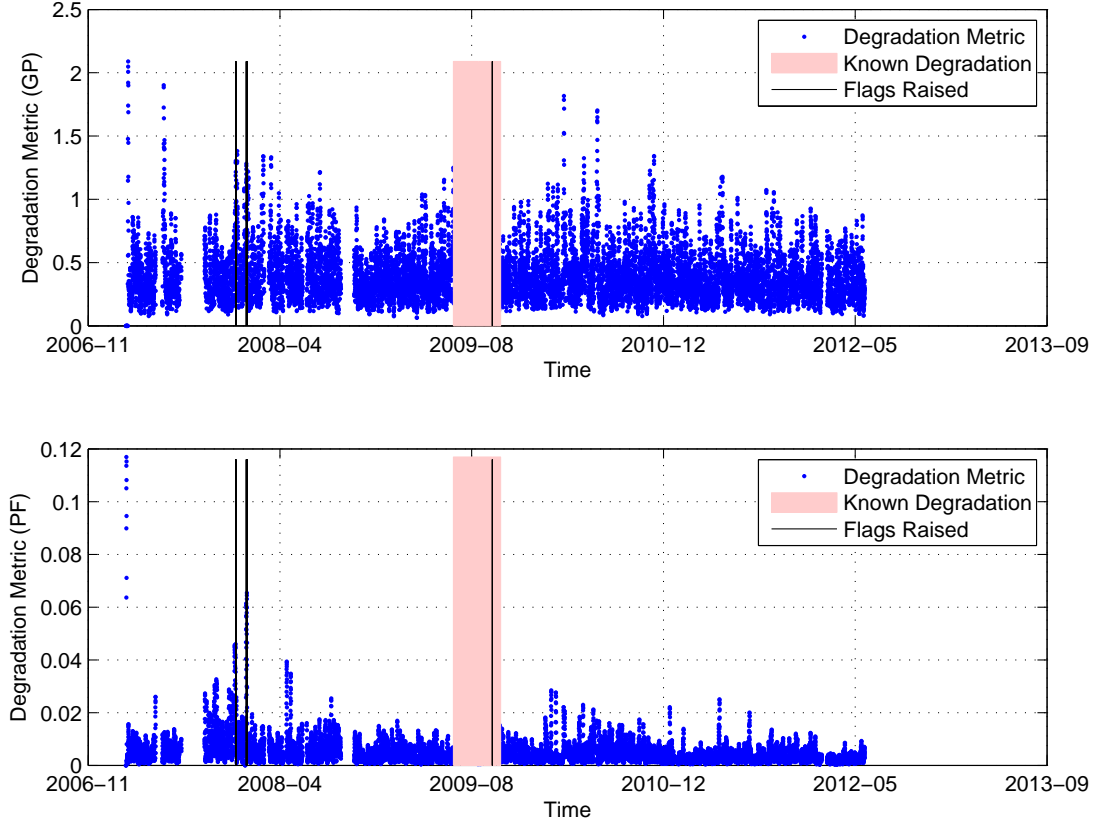 2.5
2
1.5
1
0.5
0
Degradation Metric (GP)
Degradation Metric
Known Degradation
Flags Raised
2006−11 2008−04 2009−08 2010−12 2012−05 2013−09
Time
0.12
0.1
0.08
0.06
0.04
0.02
0
Degradation Metric (PF)
Degradation Metric
Known Degradation
Flags Raised
2006−11 2008−04 2009−08 2010−12 2012−05 2013−09
Time